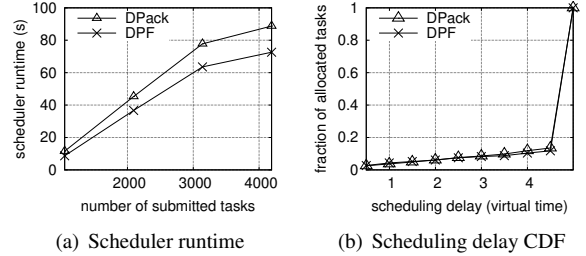 100
80
60
40
20
0
2000
3000
4000
scheduler runtime (s)
number of submitted tasks
DPack
DPF
(a) Scheduler runtime
1
0.8
0.6
0.4
0.2
0
1
2
3
4
fraction of allocated tasks
scheduling delay (virtual time)
DPack
DPF
(b) Scheduling delay CDF